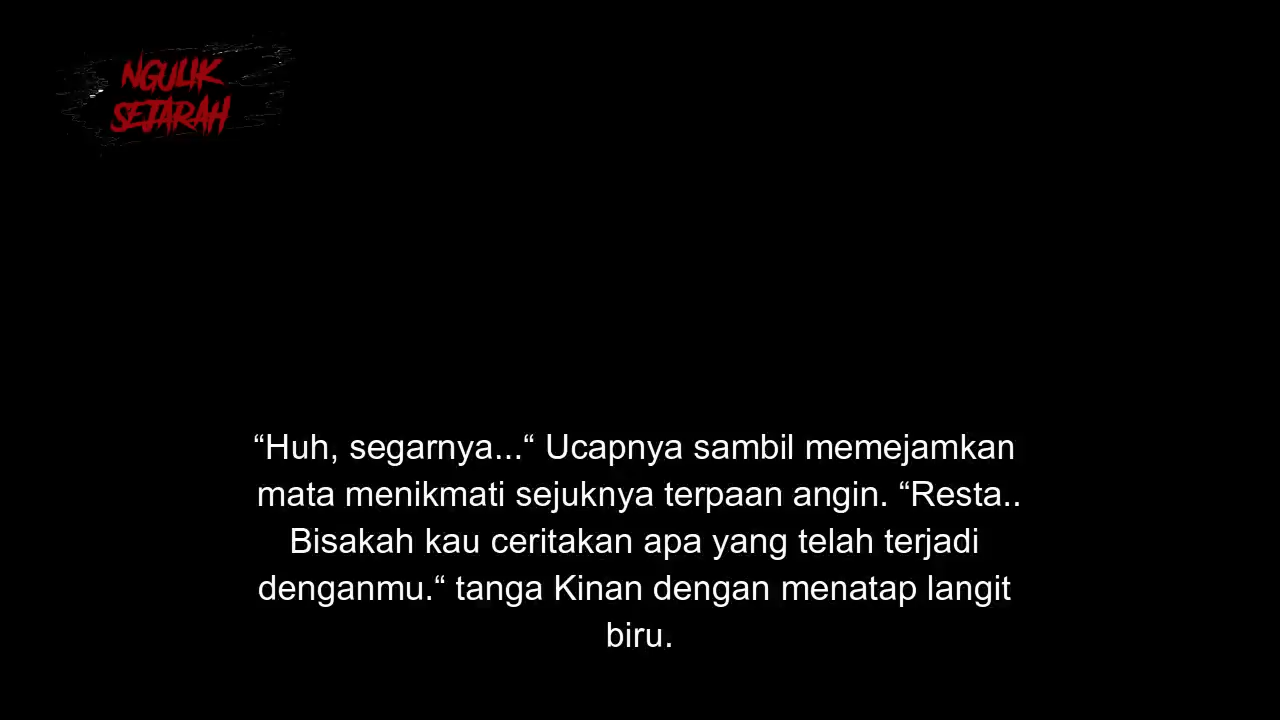 NGULIK
SEJARAH
“Huh, segarnya...“ Ucapnya sambil memejamkan
mata menikmati sejuknya terpaan angin. “Resta..
Bisakah kau ceritakan apa yang telah terjadi
denganmu.“ tanga Kinan dengan menatap langit
biru.